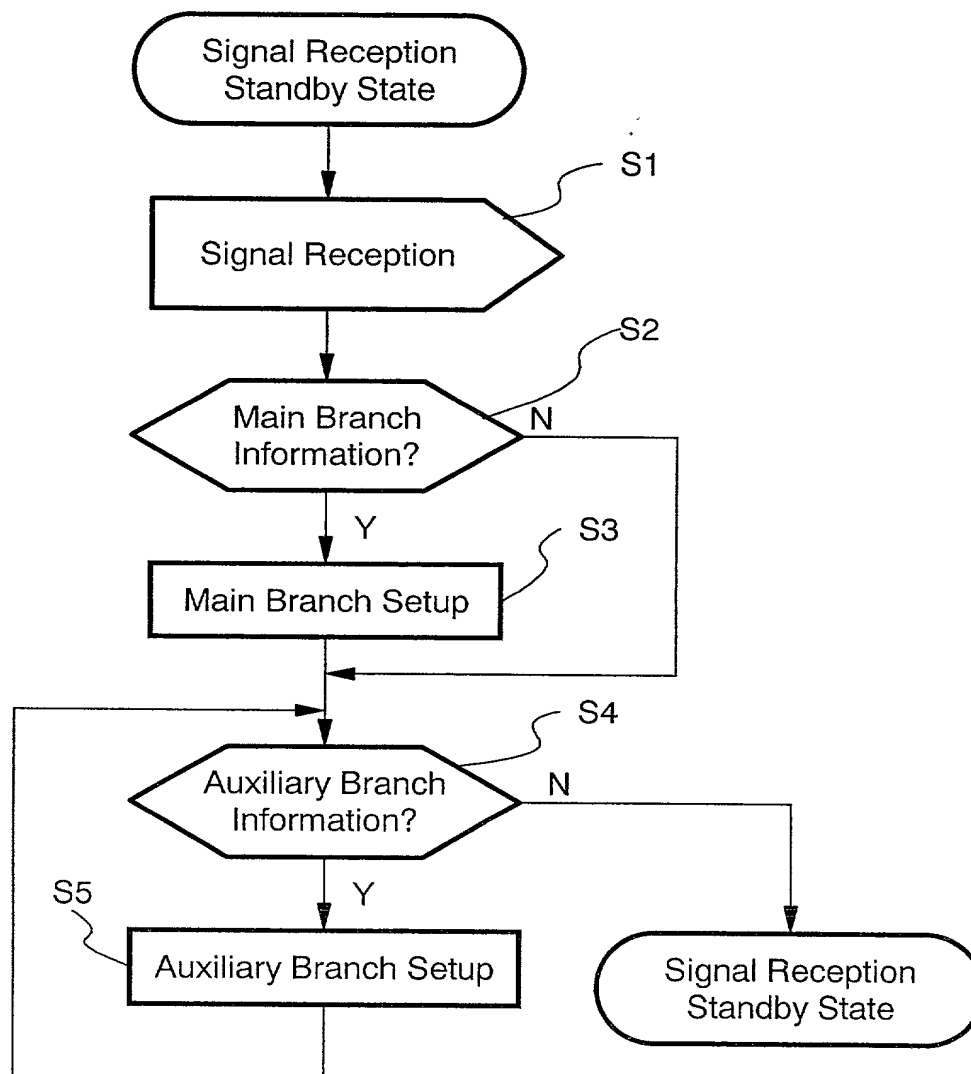 Signal Reception
Standby State
S1
Signal Reception
S2
Main Branch
Information?
N
Y
S3
Main Branch Setup
S4
Auxiliary Branch
Information?
N
Y
S5
Auxiliary Branch Setup
Signal Reception
Standby State